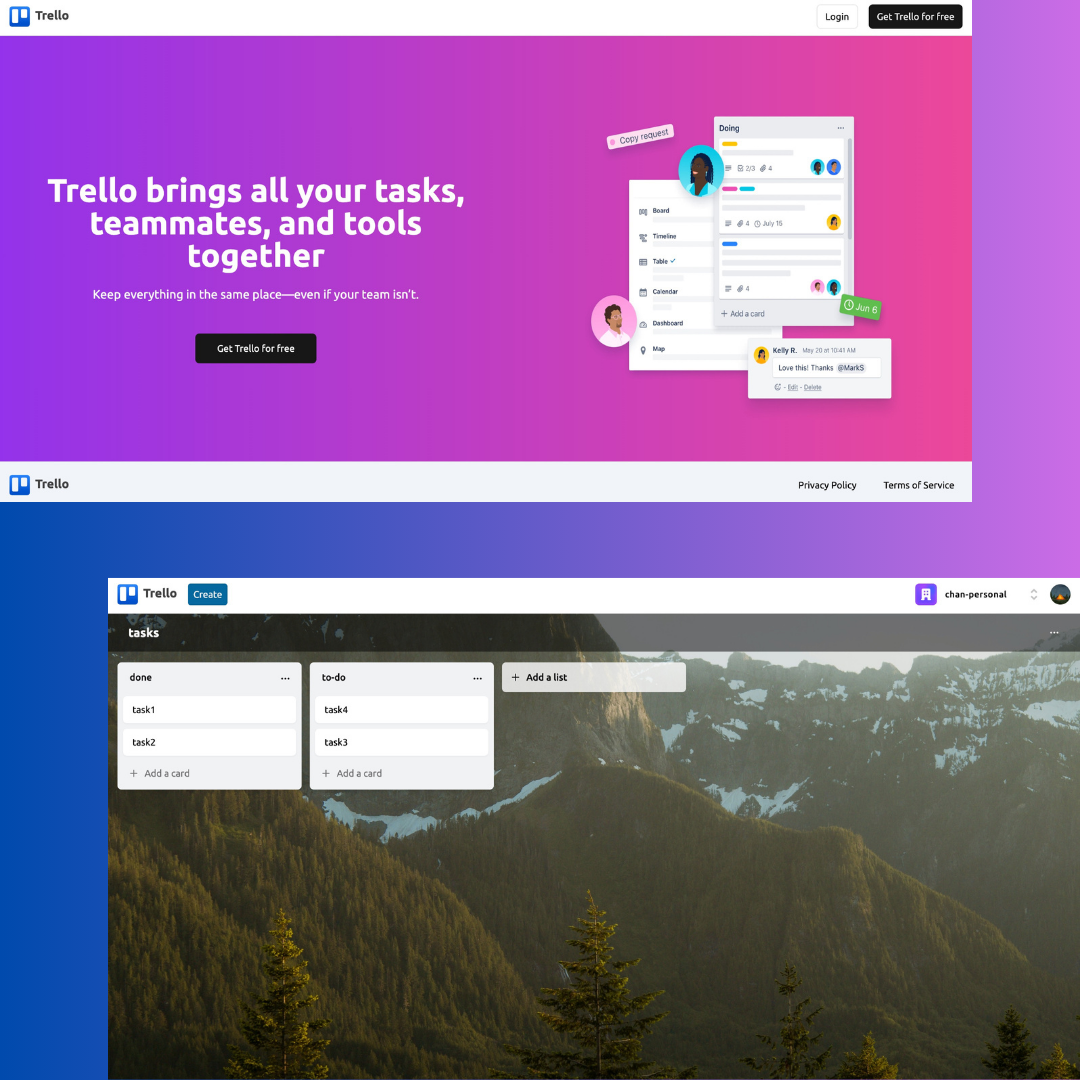 Trello
Login
Get Trello for free
Trello brings all your tasks,
teammates, and tools
together
Keep everything in the same place—even if your team isn't.
Get Trello for free
Copy request
Doing
2/3
4
4
July 15
4
+ Add a card
Board
Timeline
Table
Calendar
Dashboard
Map
Jun 6
Kelly R. May 20 at 10:41 AM
Love this! Thanks @MarkS
- Edit - Delete
Trello
Privacy Policy
Terms of Service
Trello
Create
chan-personal
tasks
done
task1
task2
+ Add a card
to-do
task4
task3
+ Add a card
+ Add a list